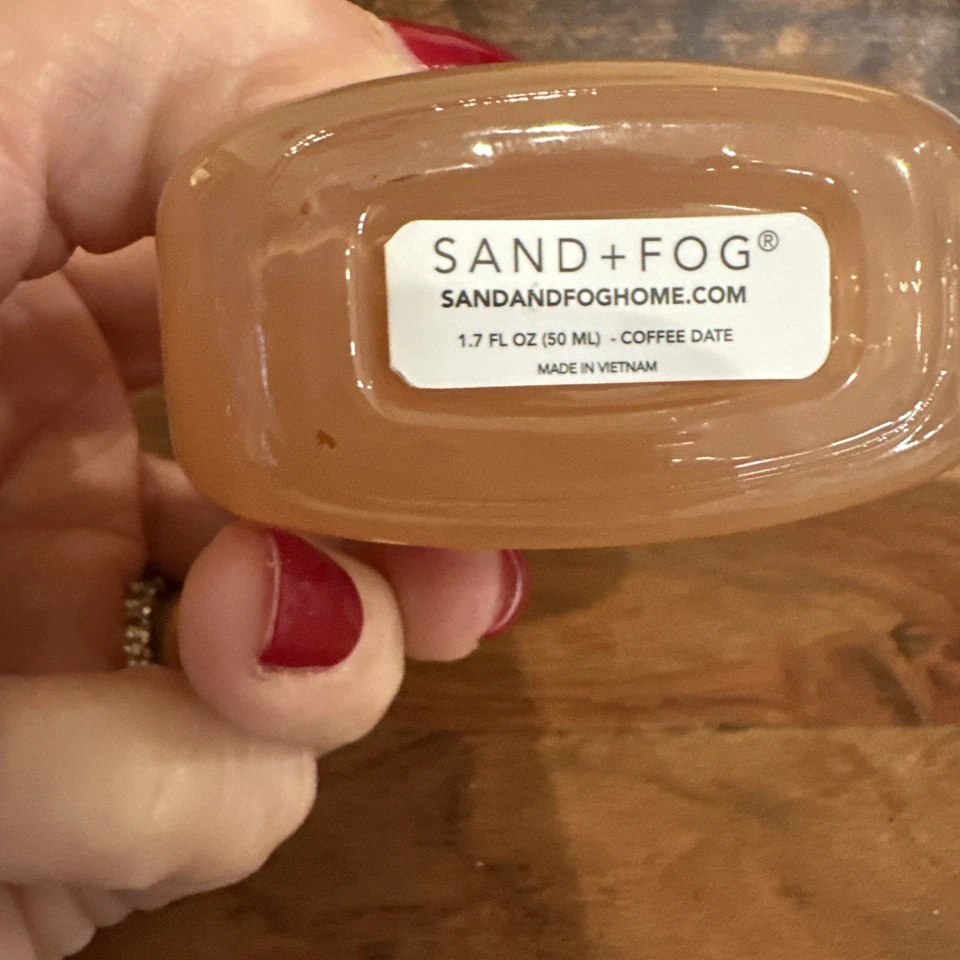 SAND+FOG®
SANDANDFOGHOME.COM
1.7 FL OZ (50 ML) - COFFEE DATE
MADE IN VIETNAM